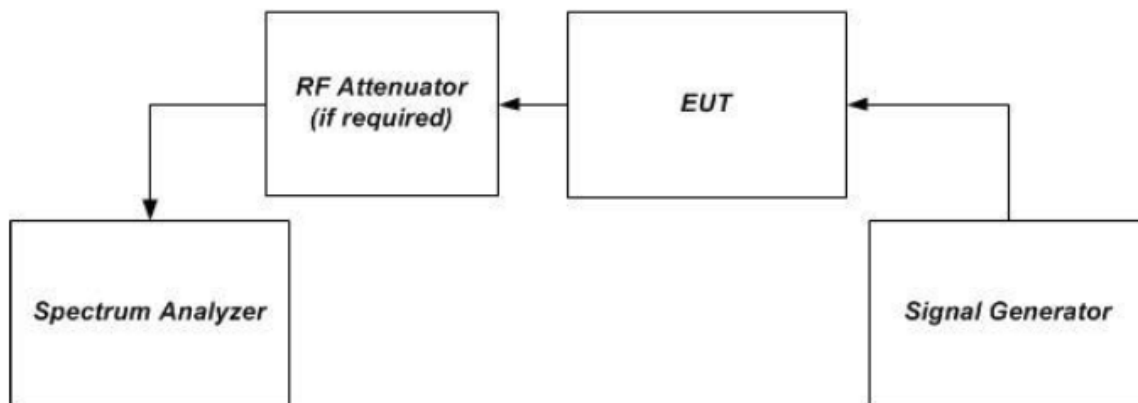 RF Attenuator
(if required)
EUT
Spectrum Analyzer
Signal Generator